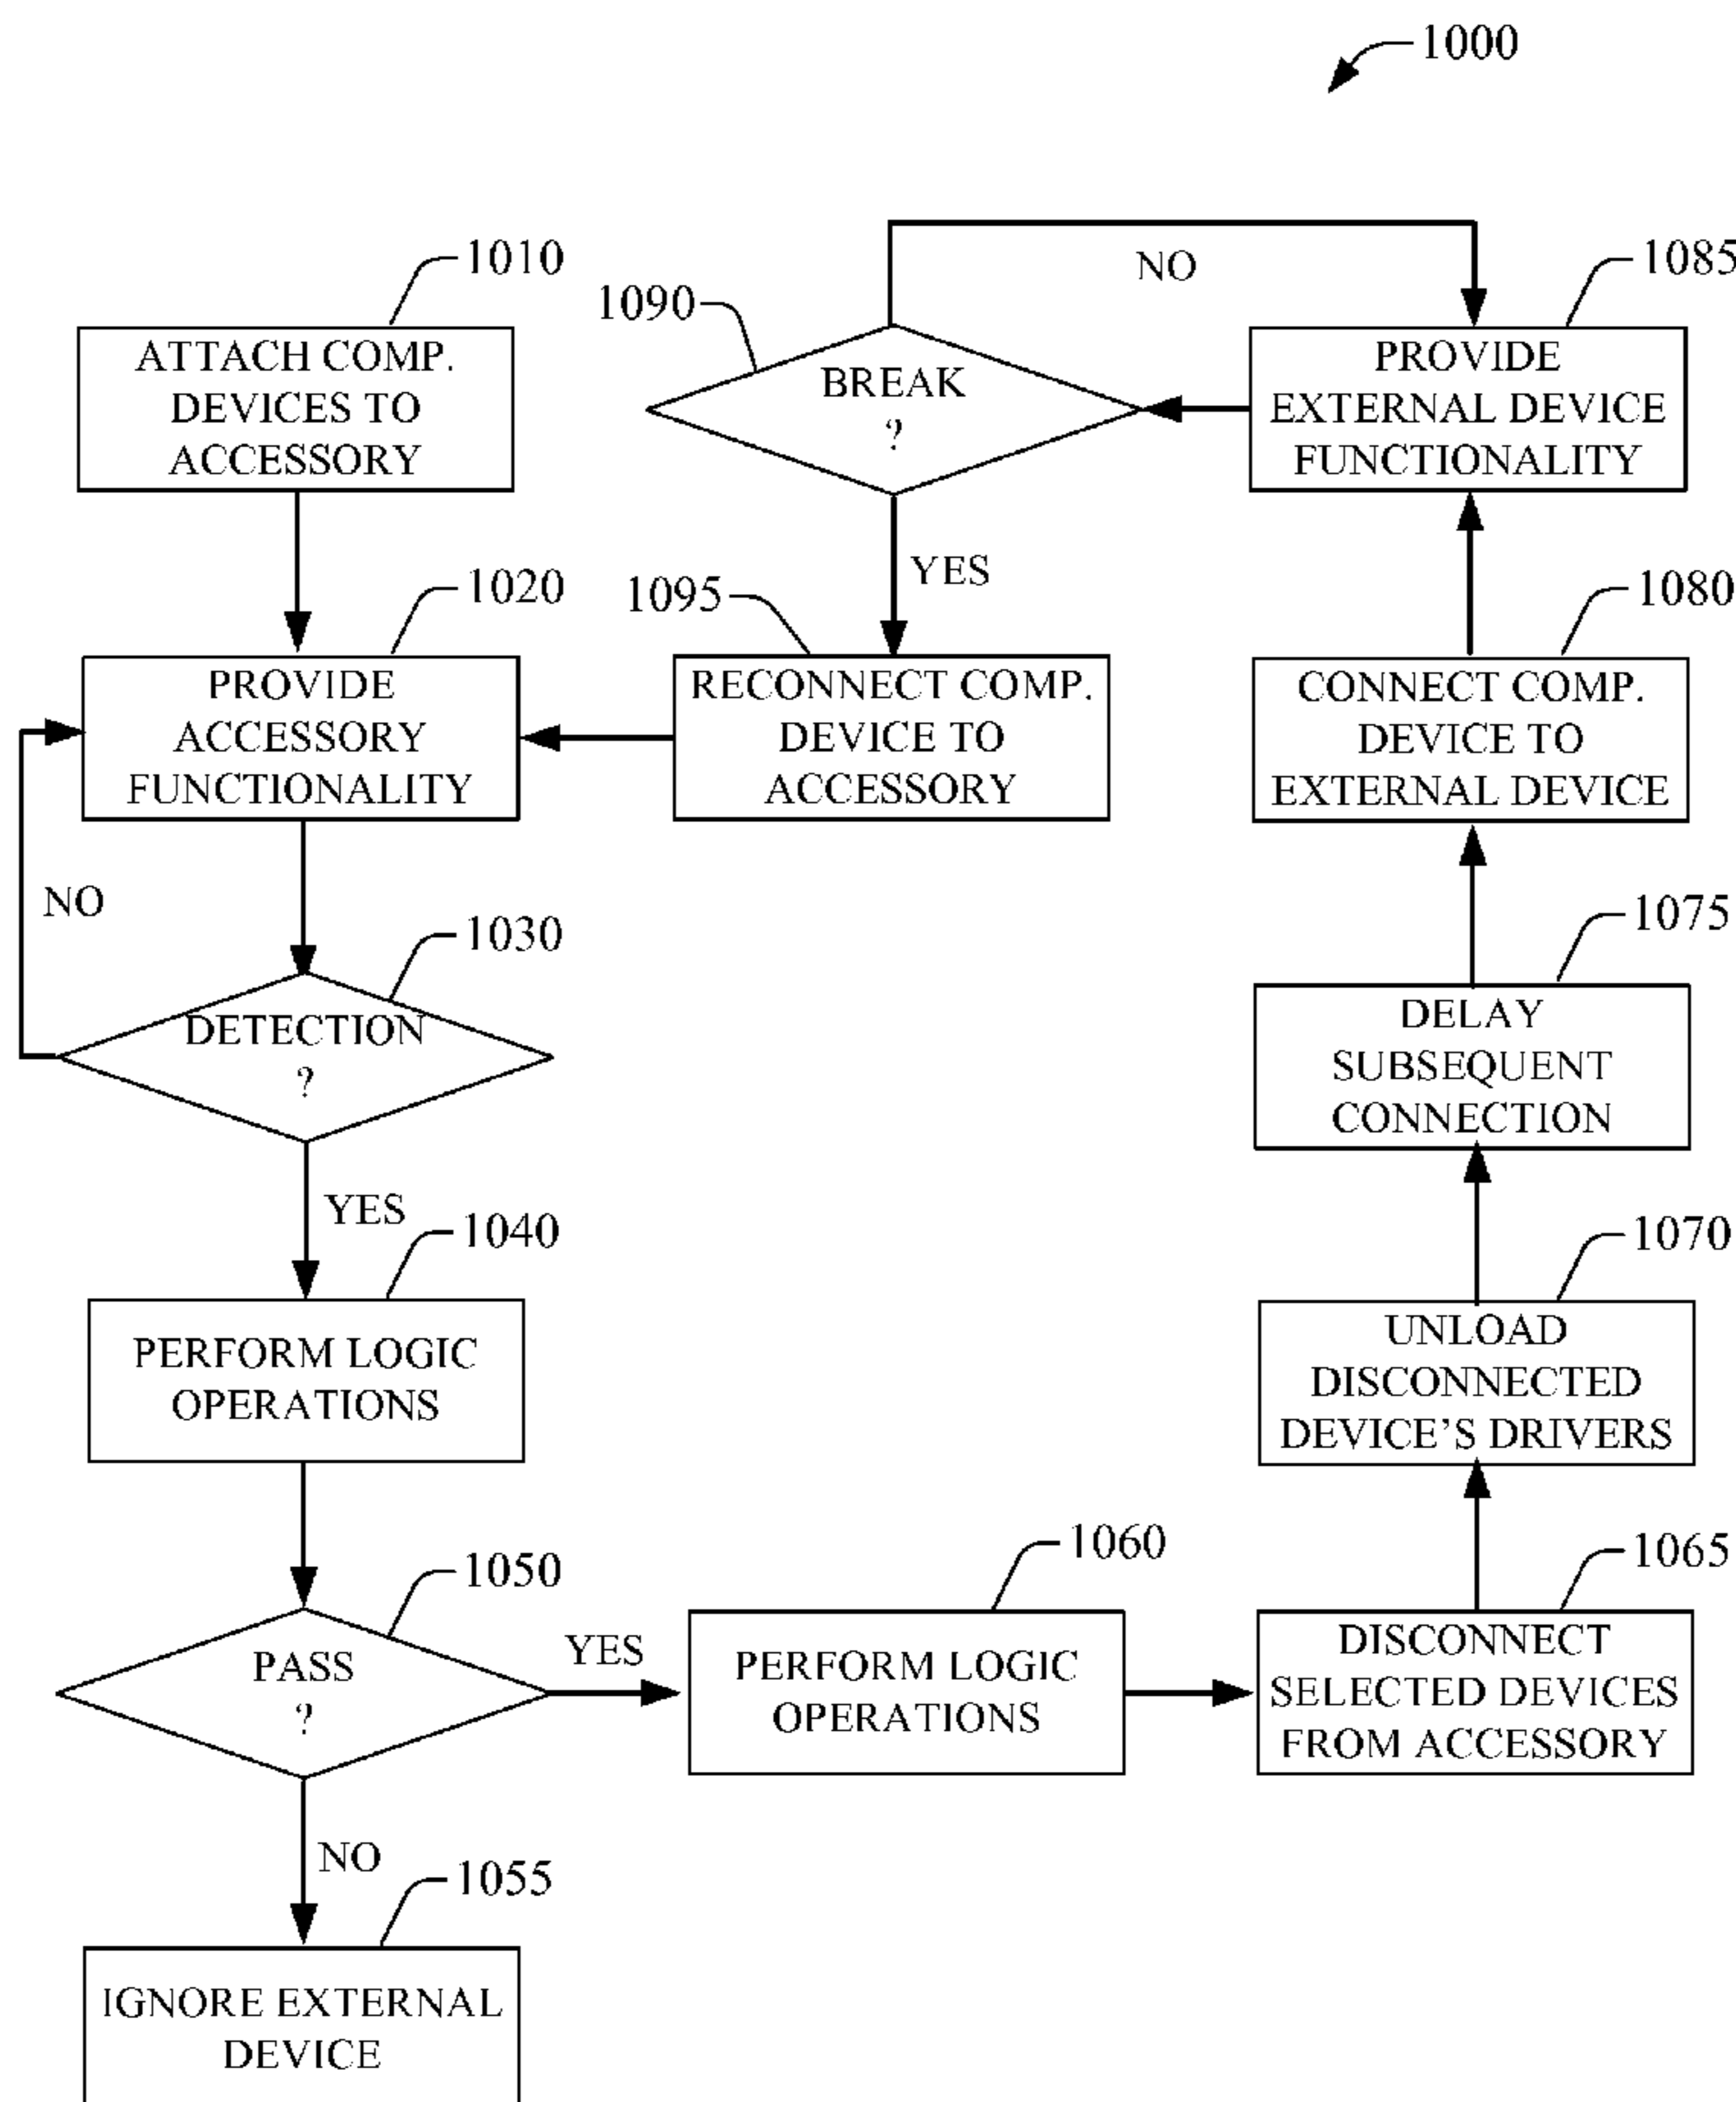 1000
1010
ATTACH COMP.
DEVICES TO
ACCESSORY
1020
PROVIDE
ACCESSORY
FUNCTIONALITY
NO
1030
DETECTION
?
YES
1040
PERFORM LOGIC
OPERATIONS
1050
PASS
?
NO
1055
IGNORE EXTERNAL
DEVICE
YES
1060
PERFORM LOGIC
OPERATIONS
1065
DISCONNECT
SELECTED DEVICES
FROM ACCESSORY
1070
UNLOAD
DISCONNECTED
DEVICE'S DRIVERS
1075
DELAY
SUBSEQUENT
CONNECTION
1080
CONNECT COMP.
DEVICE TO
EXTERNAL DEVICE
1085
PROVIDE
EXTERNAL DEVICE
FUNCTIONALITY
1090
BREAK
?
NO
YES
1095
RECONNECT COMP.
DEVICE TO
ACCESSORY